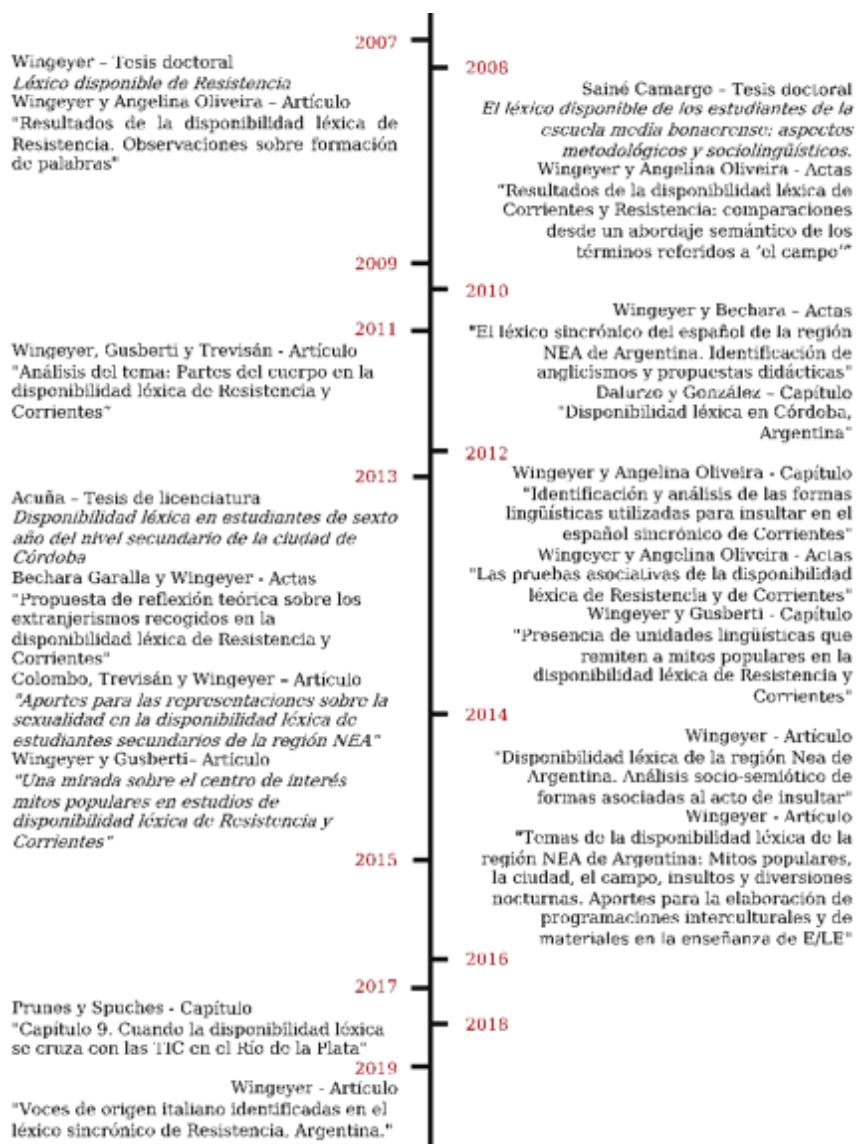 2007
Wingeyer – Tesis doctoral
Léxico disponible de Resistencia
Wingeyer y Angelina Oliveira – Artículo
"Resultados de la disponibilidad léxica de
Resistencia. Observaciones sobre formación
de palabras"
2008
Sainé Camargo – Tesis doctoral
El léxico disponible de los estudiantes de la
escuela media bonaerense: aspectos
metodológicos y sociolingüísticos.
Wingeyer y Angelina Oliveira - Actas
"Resultados de la disponibilidad léxica de
Corrientes y Resistencia: comparaciones
desde un abordaje semántico de los
términos referidos a 'el campo'"
2009
2010
Wingeyer y Bechara – Actas
"El léxico sincrónico del español de la región
NEA de Argentina. Identificación de
anglicismos y propuestas didácticas"
Dalurzo y González – Capítulo
"Disponibilidad léxica en Córdoba,
Argentina"
2011
Wingeyer, Gusberti y Trevisán - Artículo
"Análisis del tema: Partes del cuerpo en la
disponibilidad léxica de Resistencia y
Corrientes"
2012
Wingeyer y Angelina Oliveira - Capítulo
"Identificación y análisis de las formas
lingüísticas utilizadas para insultar en el
español sincrónico de Corrientes"
Wingeyer y Angelina Oliveira - Actas
"Las pruebas asociativas de la disponibilidad
léxica de Resistencia y de Corrientes"
Wingeyer y Gusberti - Capítulo
"Presencia de unidades lingüísticas que
remiten a mitos populares en la
disponibilidad léxica de Resistencia y
Corrientes"
2013
Acuña – Tesis de licenciatura
Disponibilidad léxica en estudiantes de sexto
año del nivel secundario de la ciudad de
Córdoba
Bechara Garalla y Wingeyer - Actas
"Propuesta de reflexión teórica sobre los
extranjerismos recogidos en la
disponibilidad léxica de Resistencia y
Corrientes"
Colombo, Trevisán y Wingeyer – Artículo
"Aportes para las representaciones sobre la
sexualidad en la disponibilidad léxica de
estudiantes secundarios de la región NEA"
Wingeyer y Gusberti– Artículo
"Una mirada sobre el centro de interés
mitos populares en estudios de
disponibilidad léxica de Resistencia y
Corrientes"
2014
Wingeyer - Artículo
"Disponibilidad léxica de la región Nea de
Argentina. Análisis socio-semiótico de
formas asociadas al acto de insultar"
Wingeyer - Artículo
"Temas de la disponibilidad léxica de la
región NEA de Argentina: Mitos populares,
la ciudad, el campo, insultos y diversiones
nocturnas. Aportes para la elaboración de
programaciones interculturales y de
materiales en la enseñanza de E/LE"
2015
2016
2017
Prunes y Spuches - Capítulo
"Capítulo 9. Cuando la disponibilidad léxica
se cruza con las TIC en el Río de la Plata"
2018
2019
Wingeyer - Artículo
"Voces de origen italiano identificadas en el
léxico sincrónico de Resistencia, Argentina."